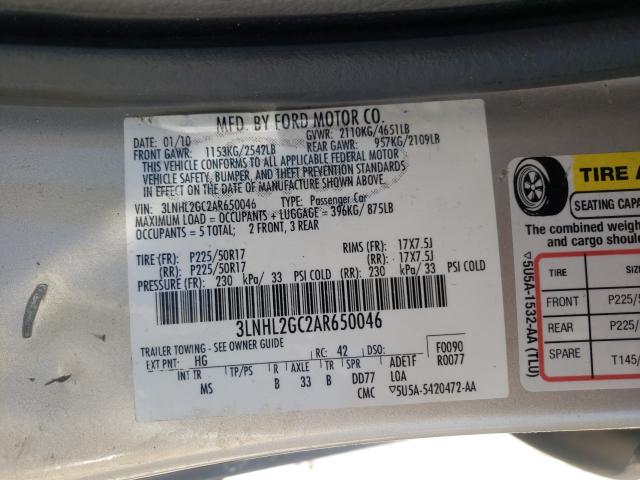 MFD. BY FORD MOTOR CO.
DATE: 01/10 GVWR: 2110KG/4651LB
FRONT GAWR: 1153KG/2542LB REAR GAWR: 957KG/2109LB
THIS VEHICLE CONFORMS TO ALL APPLICABLE FEDERAL MOTOR
VEHICLE SAFETY, BUMPER, AND THEFT PREVENTION STANDARDS
IN EFFECT ON THE DATE OF MANUFACTURE SHOWN ABOVE.
VIN: 3LNHL2GC2AR650046 TYPE: Passenger Car
MAXIMUM LOAD = OCCUPANTS + LUGGAGE = 396KG/ 875LB
OCCUPANTS = 5 TOTAL; 2 FRONT, 3 REAR
TIRE (FR): P225/50R17 RIMS (FR): 17X7.5J
(RR): P225/50R17 (RR): 17X7.5J
PRESSURE (FR): 230 kPa/ 33 PSI COLD (RR): 230 kPa/ 33 PSI COLD
3LNHL2GC2AR650046
TRAILER TOWING - SEE OWNER GUIDE F0090
EXT PNT: HG RC: 42 DSO: R0077
INT TR TP/PS R AXLE TR SPR ADE1F
MS B 33 B DD77 LOA
CMC ▽5U5A-5420472-AA
TIRE A
SEATING CAPA
The combined weigh
and cargo shou
▽5U5A-1532-AA (TLU)
TIRE SIZ
FRONT P225/5
REAR P225/
SPARE T145/